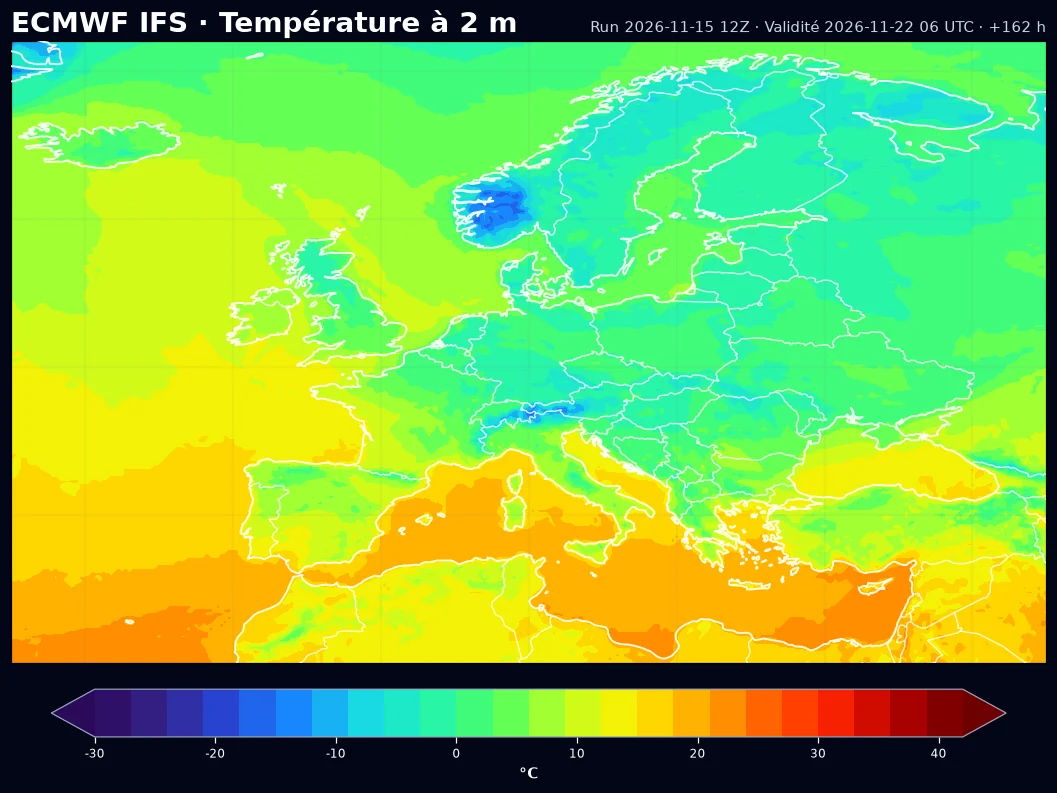 ECMWF IFS · Température à 2 m
Run 2026-11-15 12Z · Validité 2026-11-22 06 UTC · +162 h
-30 -20 -10 0 10 20 30 40
°C